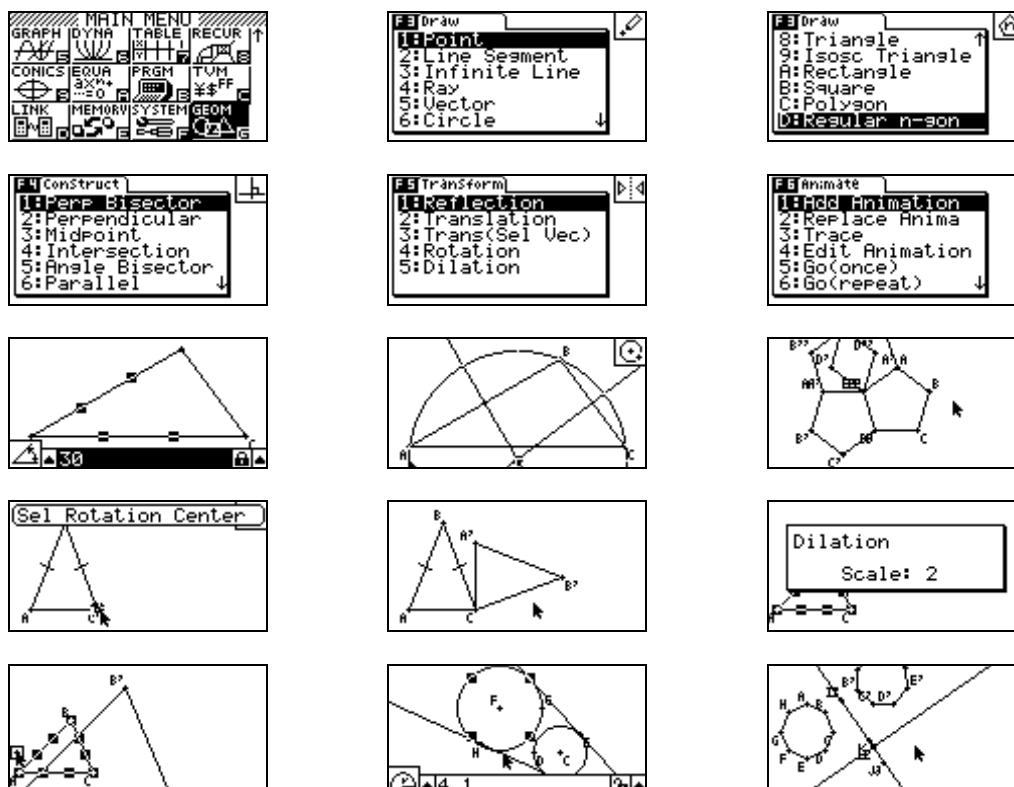 MAIN MENU
GRAPH DYNA TABLE RECUR
CONICS EQUA PRGM TVM
LINK MEMORY SYSTEM GEOM
F3 Draw
1:Point
2:Line Segment
3:Infinite Line
4:Ray
5:Vector
6:Circle
F3 Draw
8:Triangle
9:Isosc Triangle
A:Rectangle
B:Square
C:Polygon
D:Regular n-gon
F4 Construct
1:Perp Bisector
2:Perpendicular
3:Midpoint
4:Intersection
5:Angle Bisector
6:Parallel
F5 Transform
1:Reflection
2:Translation
3:Trans(Sel Vec)
4:Rotation
5:Dilation
F6 Animate
1:Add Animation
2:Replace Anima
3:Trace
4:Edit Animation
5:Go(once)
6:Go(repeat)
30
A B C
B C
B' C'
Sel Rotation Center
A C
B A'
B'
A C
Dilation
Scale: 2
A C
B'
B
A C
F G
H D C
4.1
H A B B' E'
G C' D'
F E D